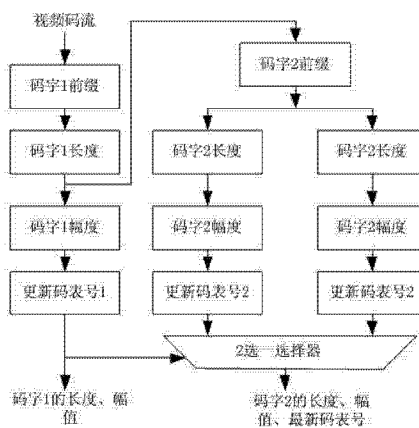 视频码流
码字1前缀
码字2前缀
码字1长度
码字2长度
码字2长度
码字1幅度
码字2幅度
码字2幅度
更新码表号1
更新码表号2
更新码表号2
2选一选择器
码字1的长度、幅
值
码字2的长度、幅
值、最新码表号